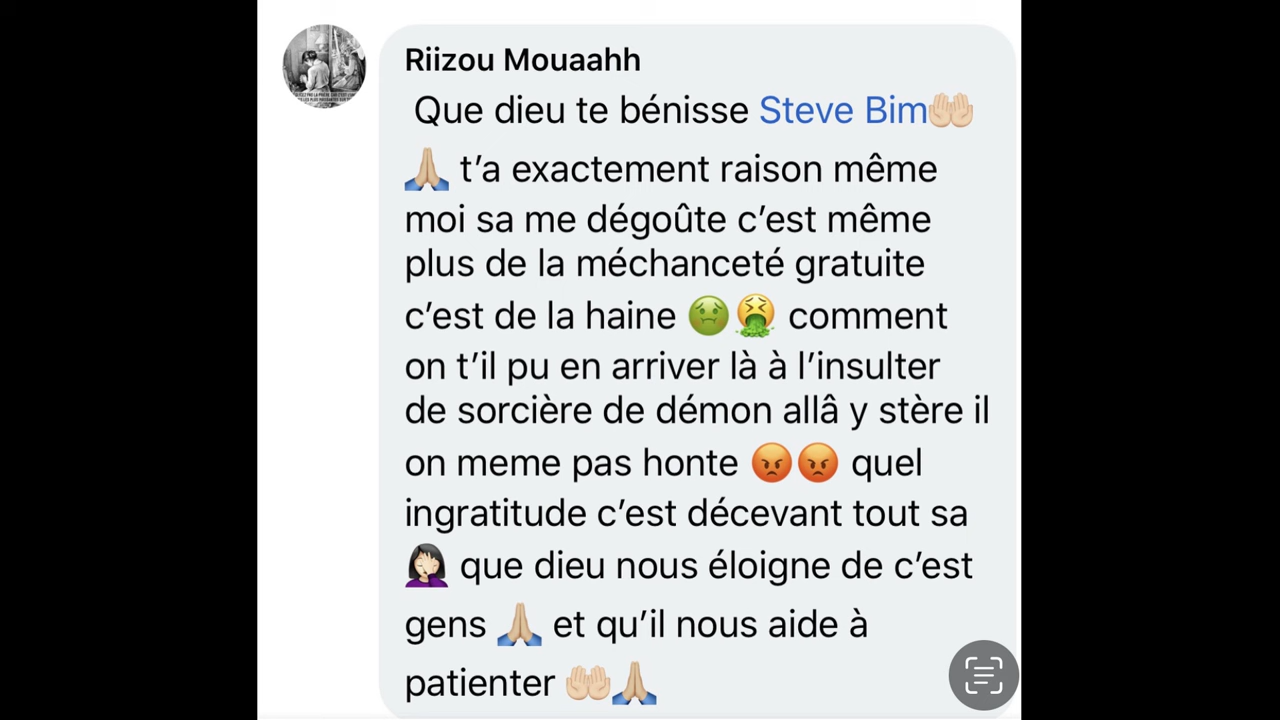 Riizou Mouaahh
Que dieu te bénisse Steve Bim🤲🏼
🙏🏼 t’a exactement raison même
moi sa me dégoûte c’est même
plus de la méchanceté gratuite
c’est de la haine 🤢🤮 comment
on t’il pu en arriver là à l’insulter
de sorcière de démon allâ y stère il
on meme pas honte 😡😡 quel
ingratitude c’est décevant tout sa
🤦🏻‍♀️ que dieu nous éloigne de c’est
gens 🙏🏼 et qu’il nous aide à
patienter 🤲🏼🙏🏼